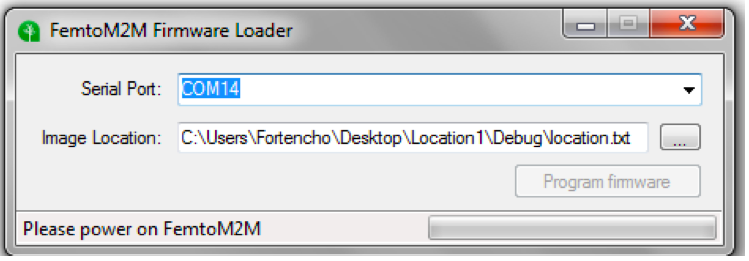 FemtoM2M Firmware Loader
Serial Port: COM14
Image Location: C:\Users\Fortencho\Desktop\Location1\Debug\location.txt ...
Program firmware
Please power on FemtoM2M